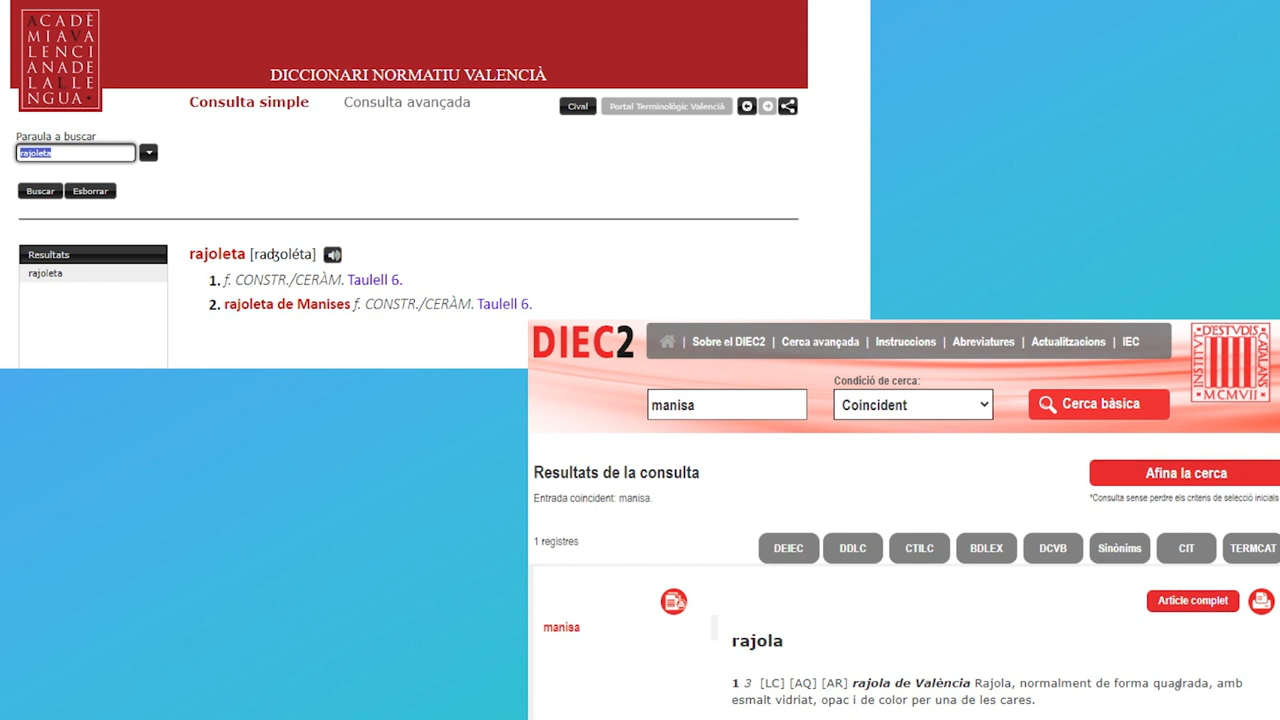 ACADÈ
MIAVA
LENCI
ANADE
LALLE
NGUA·
DICCIONARI NORMATIU VALENCIÀ
Consulta simple Consulta avançada
Cival Portal Terminològic Valencià
Paraula a buscar
rajoleta
Buscar Esborrar
Resultats
rajoleta
rajoleta [radʒoléta]
1. f. CONSTR./CERÀM. Taulell 6.
2. rajoleta de Manises f. CONSTR./CERÀM. Taulell 6.
DIEC2
| Sobre el DIEC2 | Cerca avançada | Instruccions | Abreviatures | Actualitzacions | IEC
INSTITVT D'ESTVDIS CATALANS
MCMVII
Condició de cerca:
manisa Coincident Cerca bàsica
Resultats de la consulta
Afina la cerca
Entrada coincident: manisa.
*Consulta sense perdre els criteris de selecció inicials
1 registres
DEIEC DDLC CTILC BDLEX DCVB Sinònims CIT TERMCAT
Article complet
manisa
rajola
1 3 [LC] [AQ] [AR] rajola de València Rajola, normalment de forma quadrada, amb
esmalt vidriat, opac i de color per una de les cares.